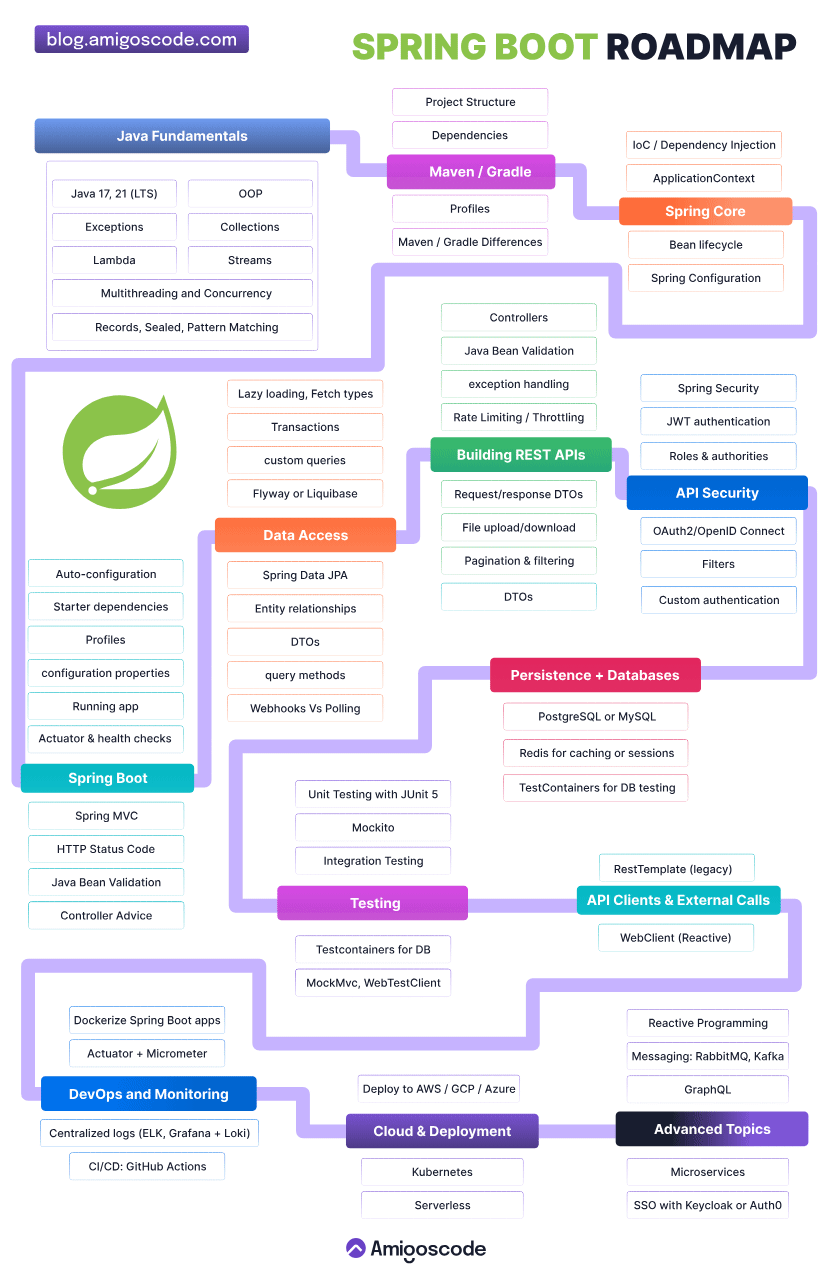 blog.amigoscode.com
SPRING BOOT ROADMAP
Java Fundamentals
Java 17, 21 (LTS)
OOP
Exceptions
Collections
Lambda
Streams
Multithreading and Concurrency
Records, Sealed, Pattern Matching
Project Structure
Dependencies
Maven / Gradle
Profiles
Maven / Gradle Differences
IoC / Dependency Injection
ApplicationContext
Spring Core
Bean lifecycle
Spring Configuration
Auto-configuration
Starter dependencies
Profiles
configuration properties
Running app
Actuator & health checks
Spring Boot
Spring MVC
HTTP Status Code
Java Bean Validation
Controller Advice
Lazy loading, Fetch types
Transactions
custom queries
Flyway or Liquibase
Data Access
Spring Data JPA
Entity relationships
DTOs
query methods
Webhooks Vs Polling
Controllers
Java Bean Validation
exception handling
Rate Limiting / Throttling
Building REST APIs
Request/response DTOs
File upload/download
Pagination & filtering
DTOs
Spring Security
JWT authentication
Roles & authorities
API Security
OAuth2/OpenID Connect
Filters
Custom authentication
Persistence + Databases
PostgreSQL or MySQL
Redis for caching or sessions
TestContainers for DB testing
Unit Testing with JUnit 5
Mockito
Integration Testing
Testing
Testcontainers for DB
MockMvc, WebTestClient
RestTemplate (legacy)
API Clients & External Calls
WebClient (Reactive)
Dockerize Spring Boot apps
Actuator + Micrometer
DevOps and Monitoring
Centralized logs (ELK, Grafana + Loki)
CI/CD: GitHub Actions
Deploy to AWS / GCP / Azure
Cloud & Deployment
Kubernetes
Serverless
Reactive Programming
Messaging: RabbitMQ, Kafka
GraphQL
Advanced Topics
Microservices
SSO with Keycloak or Auth0
Amigoscode